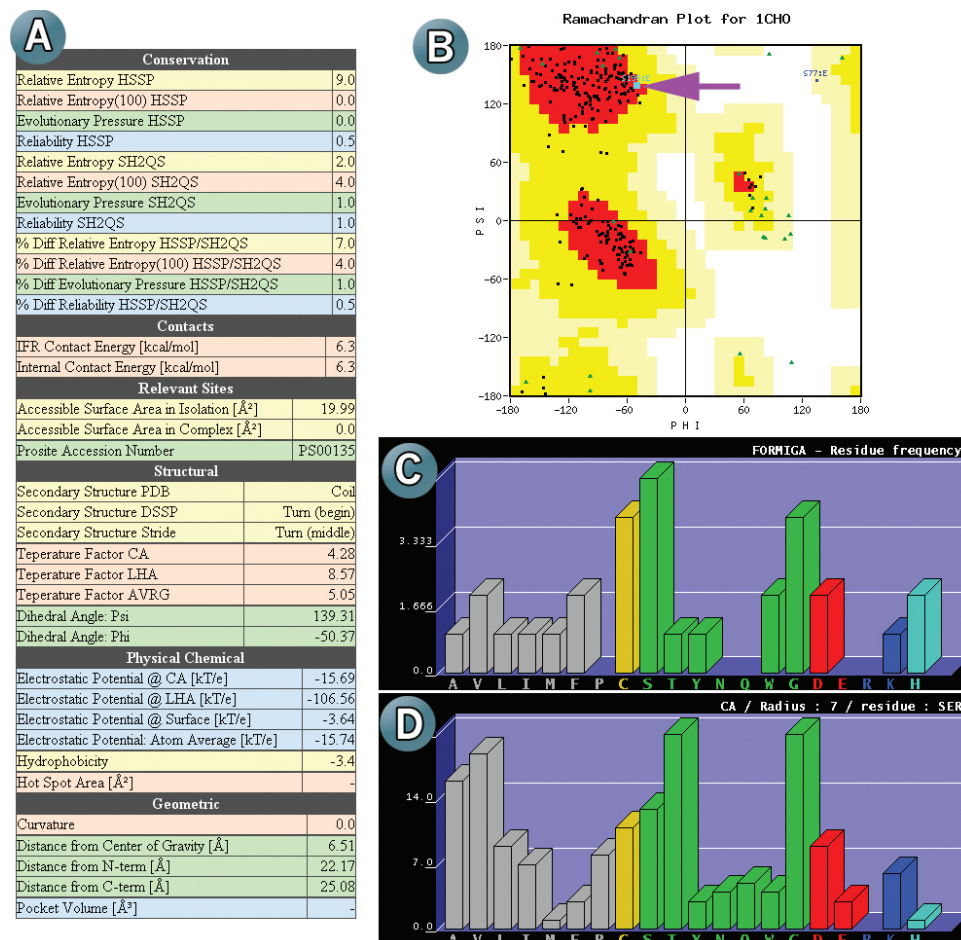 A
Conservation
Relative Entropy HSSP 9.0
Relative Entropy(100) HSSP 0.0
Evolutionary Pressure HSSP 0.0
Reliability HSSP 0.5
Relative Entropy SH2QS 2.0
Relative Entropy(100) SH2QS 4.0
Evolutionary Pressure SH2QS 1.0
Reliability SH2QS 1.0
% Diff Relative Entropy HSSP/SH2QS 7.0
% Diff Relative Entropy(100) HSSP/SH2QS 4.0
% Diff Evolutionary Pressure HSSP/SH2QS 1.0
% Diff Reliability HSSP/SH2QS 0.5
Contacts
IFR Contact Energy [kcal/mol] 6.3
Internal Contact Energy [kcal/mol] 6.3
Relevant Sites
Accessible Surface Area in Isolation [Å²] 19.99
Accessible Surface Area in Complex [Å²] 0.0
Prosite Accession Number PS00135
Structural
Secondary Structure PDB Coil
Secondary Structure DSSP Turn (begin)
Secondary Structure Stride Turn (middle)
Teperature Factor CA 4.28
Teperature Factor LHA 8.57
Teperature Factor AVRG 5.05
Dihedral Angle: Psi 139.31
Dihedral Angle: Phi -50.37
Physical Chemical
Electrostatic Potential @ CA [kT/e] -15.69
Electrostatic Potential @ LHA [kT/e] -106.56
Electrostatic Potential @ Surface [kT/e] -3.64
Electrostatic Potential: Atom Average [kT/e] -15.74
Hydrophobicity -3.4
Hot Spot Area [Å²] -
Geometric
Curvature 0.0
Distance from Center of Gravity [Å] 6.51
Distance from N-term [Å] 22.17
Distance from C-term [Å] 25.08
Pocket Volume [Å³] -
B
Ramachandran Plot for 1CHO
180
120
60
0
-60
-120
-180
PSI
S77:E
-180 -120 -60 0 60 120 180
PHI
C
FORMIGA - Residue frequency
3.333
1.666
0.0
A V L I M F P C S T Y N Q W G D E R K H
D
CA / Radius : 7 / residue : SER
14.0
7.0
0.0
A V L I M F P C S T Y N Q W G D E R K H